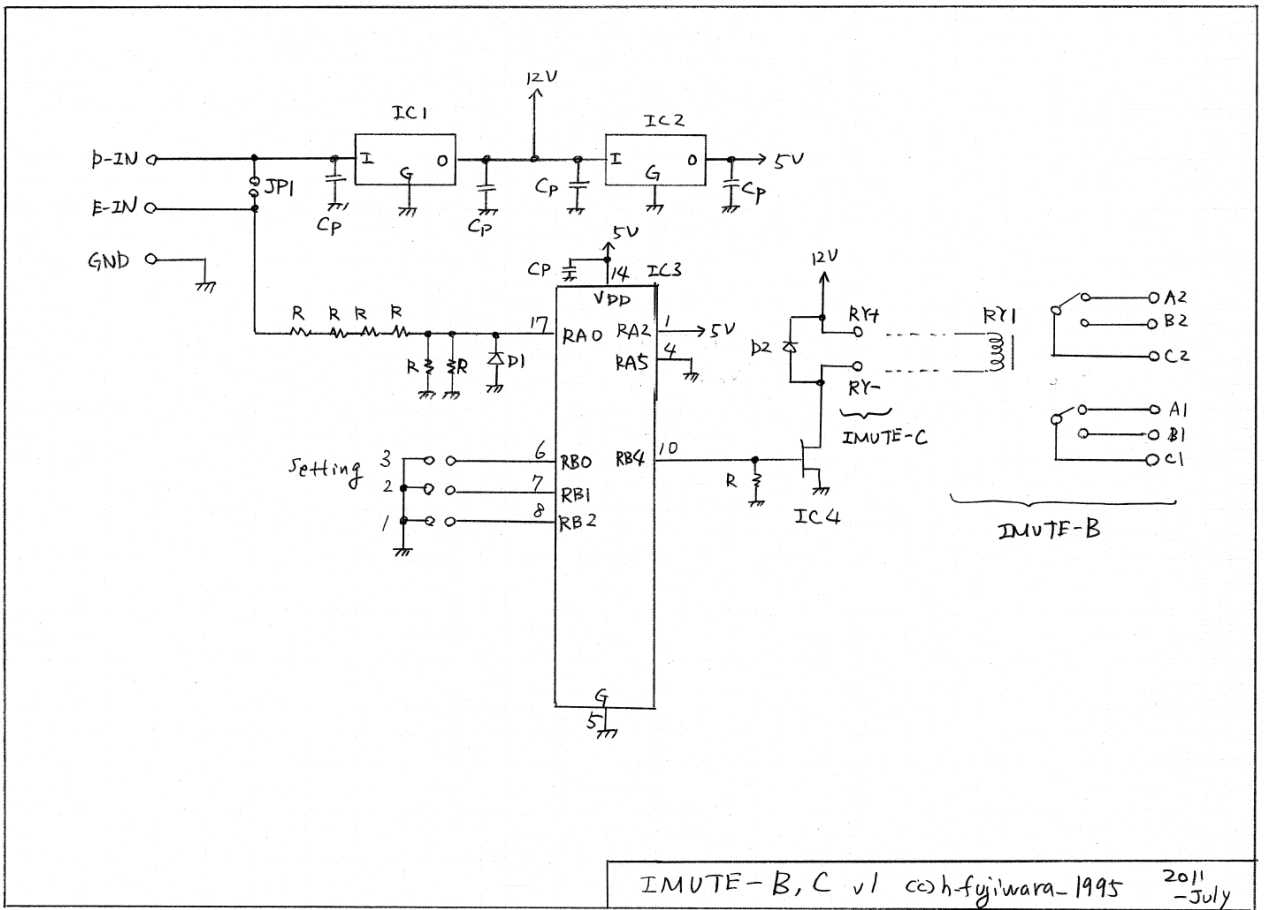 12V
IC1
IC2
P-IN
I
O
G
I
O
G
5V
JP1
Cp
Cp
Cp
Cp
E-IN
GND
5V
CP
14
IC3
VDD
12V
R R R R
17
RA0
RA2
1
5V
R
R
D1
RA5
4
D2
RY+
RY1
A2
B2
C2
RY-
IMUTE-C
A1
B1
C1
Setting
3
6
RB0
RB4
10
2
7
RB1
R
1
8
RB2
IC4
IMUTE-B
G
5
IMUTE-B, C v1 (c)h-fujiwara-1995 2011
-July